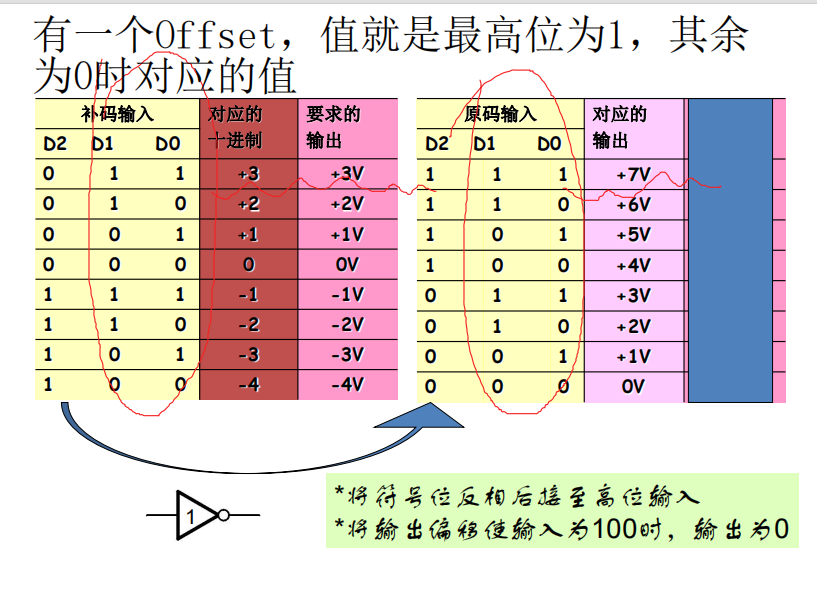 有一个Offset，值就是最高位为1，其余
为0时对应的值
补码输入 对应的十进制 要求的输出
D2 D1 D0
0 1 1 +3 +3V
0 1 0 +2 +2V
0 0 1 +1 +1V
0 0 0 0 0V
1 1 1 -1 -1V
1 1 0 -2 -2V
1 0 1 -3 -3V
1 0 0 -4 -4V
原码输入 对应的输出
D2 D1 D0
1 1 1 +7V
1 1 0 +6V
1 0 1 +5V
1 0 0 +4V
0 1 1 +3V
0 1 0 +2V
0 0 1 +1V
0 0 0 0V
1
*将符号位反相后接至高位输入
*将输出偏移使输入为100时，输出为0